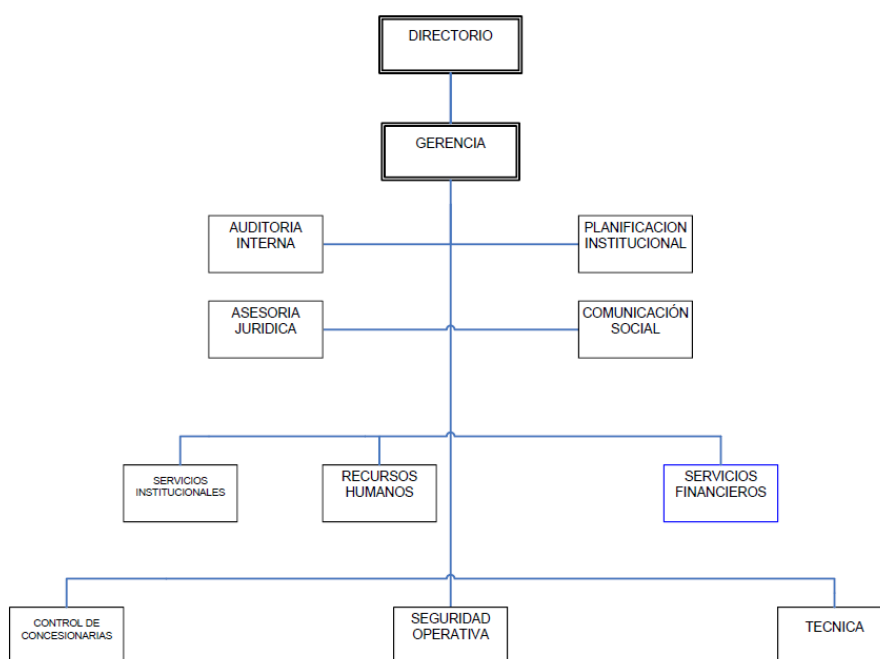 DIRECTORIO
GERENCIA
AUDITORIA
INTERNA
PLANIFICACION
INSTITUCIONAL
ASESORIA
JURIDICA
COMUNICACIÓN
SOCIAL
SERVICIOS
INSTITUCIONALES
RECURSOS
HUMANOS
SERVICIOS
FINANCIEROS
CONTROL DE
CONCESIONARIAS
SEGURIDAD
OPERATIVA
TECNICA